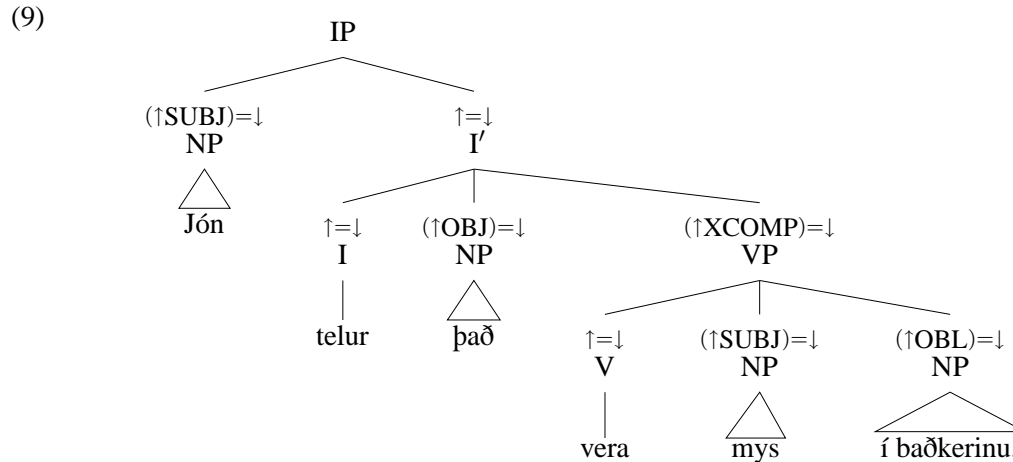 (9)
IP
(↑SUBJ)=↓ ↑=↓
NP I′
Jón
↑=↓ (↑OBJ)=↓ (↑XCOMP)=↓
I NP VP
telur það
↑=↓ (↑SUBJ)=↓ (↑OBL)=↓
V NP NP
vera mys í baðkerinu.